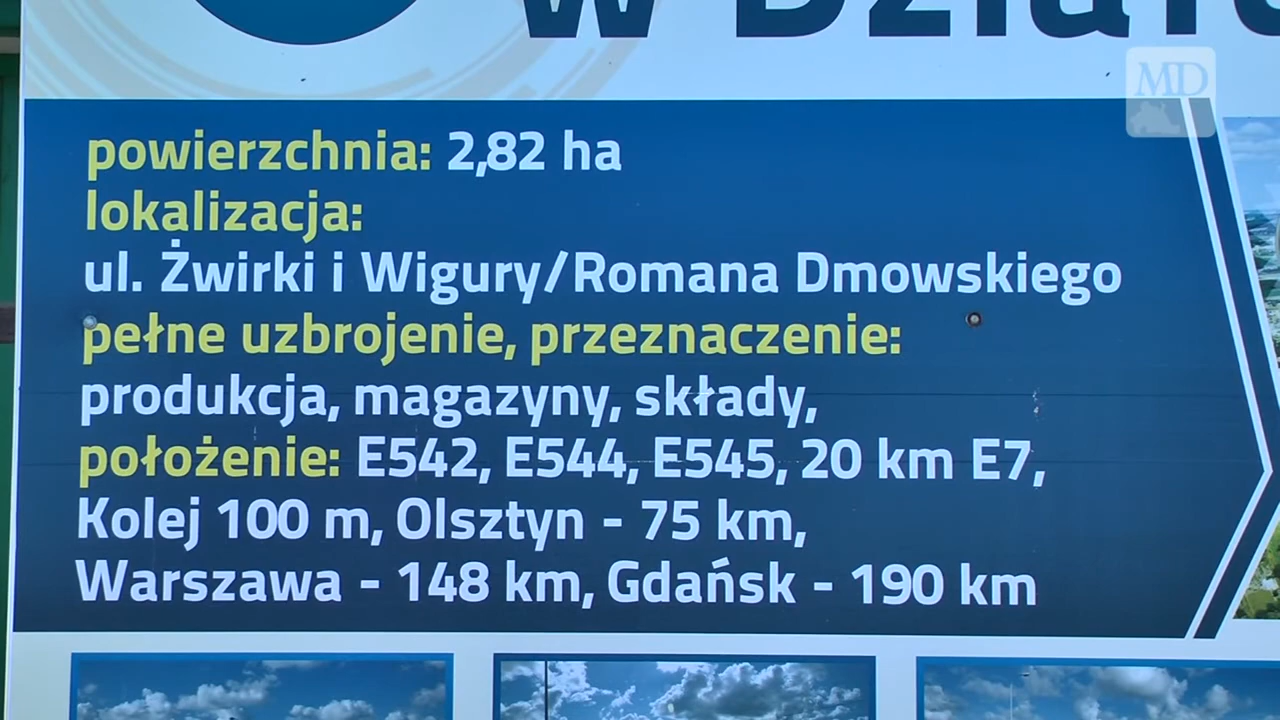 w
MD
powierzchnia: 2,82 ha
lokalizacja:
ul. Żwirki i Wigury/Romana Dmowskiego
pełne uzbrojenie, przeznaczenie:
produkcja, magazyny, składy,
położenie: E542, E544, E545, 20 km E7,
Kolej 100 m, Olsztyn - 75 km,
Warszawa - 148 km, Gdańsk - 190 km